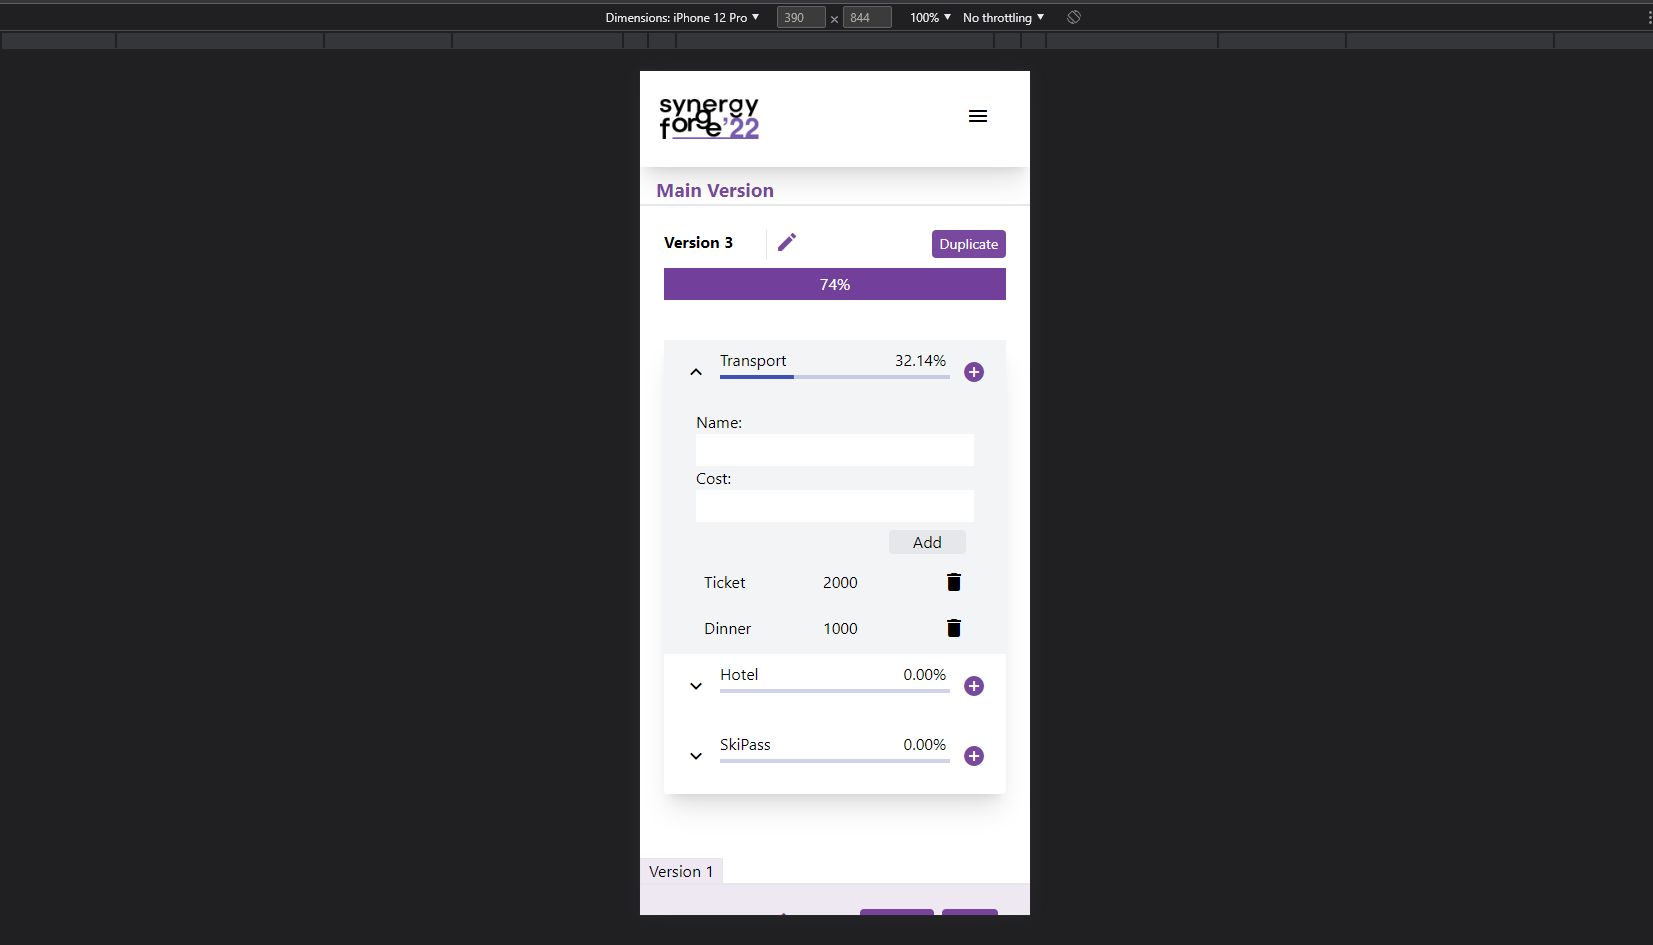 Dimensions: iPhone 12 Pro 390 × 844 100% No throttling
synergy
forge'22
Main Version
Version 3 Duplicate
74%
Transport 32.14%
Name:
Cost:
Add
Ticket 2000
Dinner 1000
Hotel 0.00%
SkiPass 0.00%
Version 1